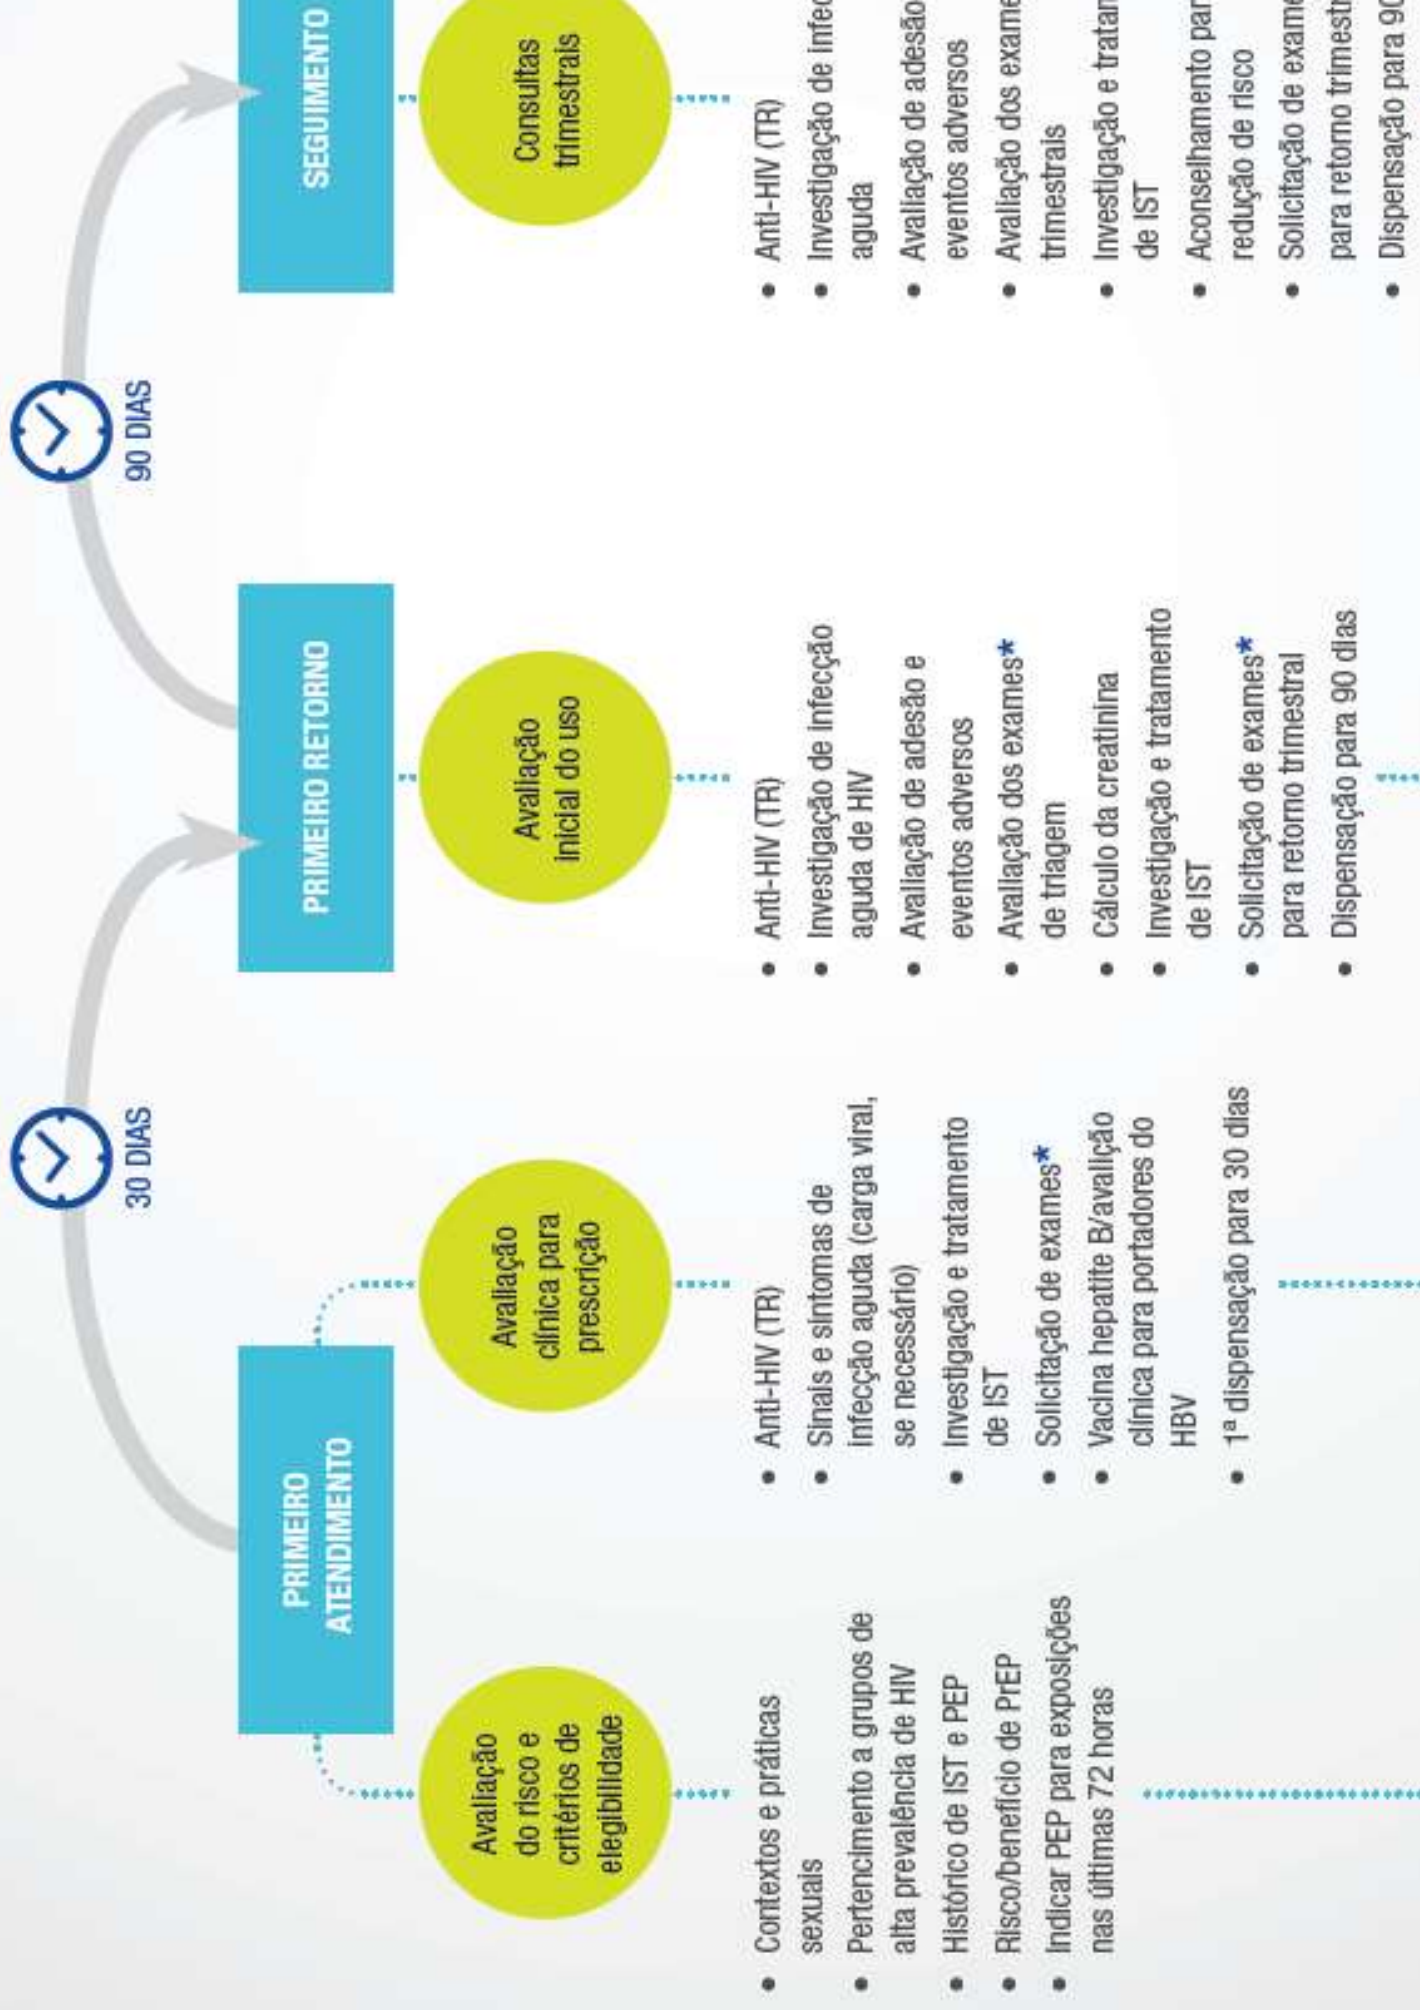 30 DIAS
90 DIAS
PRIMEIRO
ATENDIMENTO
PRIMEIRO RETORNO
SEGUIMENTO
Avaliação
do risco e
critérios de
elegibilidade
Avaliação
clínica para
prescrição
Avaliação
inicial do uso
Consultas
trimestrais
• Contextos e práticas
sexuais
• Pertencimento a grupos de
alta prevalência de HIV
• Histórico de IST e PEP
• Risco/benefício de PrEP
• Indicar PEP para exposições
nas últimas 72 horas
• Anti-HIV (TR)
• Sinais e sintomas de
infecção aguda (carga viral,
se necessário)
• Investigação e tratamento
de IST
• Solicitação de exames*
• Vacina hepatite B/avalição
clínica para portadores do
HBV
• 1ª dispensação para 30 dias
• Anti-HIV (TR)
• Investigação de infecção
aguda de HIV
• Avaliação de adesão e
eventos adversos
• Avaliação dos exames*
de triagem
• Cálculo da creatinina
• Investigação e tratamento
de IST
• Solicitação de exames*
para retorno trimestral
• Dispensação para 90 dias
• Anti-HIV (TR)
• Investigação de
aguda
• Avaliação de adesão
eventos adversos
• Avaliação dos
trimestrais
• Investigação e
de IST
• Aconselhamento
redução de risco
• Solicitação de
para retorno
• Dispensação para 90